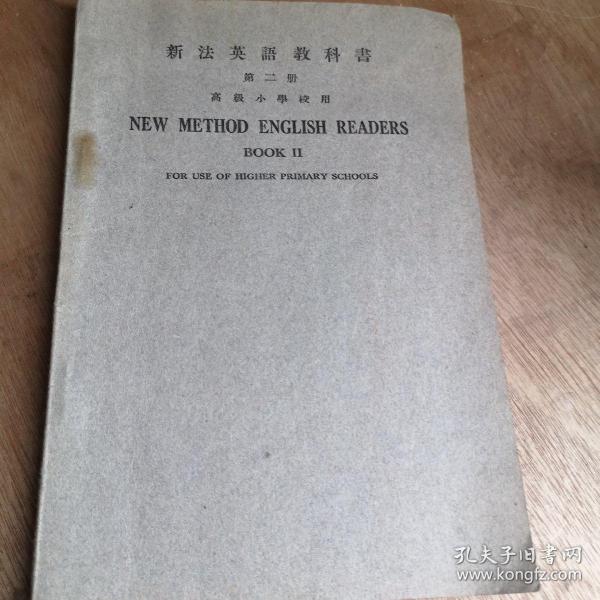 新法英語教科書
第二册
高級小學校用
NEW METHOD ENGLISH READERS
BOOK II
FOR USE OF HIGHER PRIMARY SCHOOLS
孔夫子旧书网
www.kongfz.com